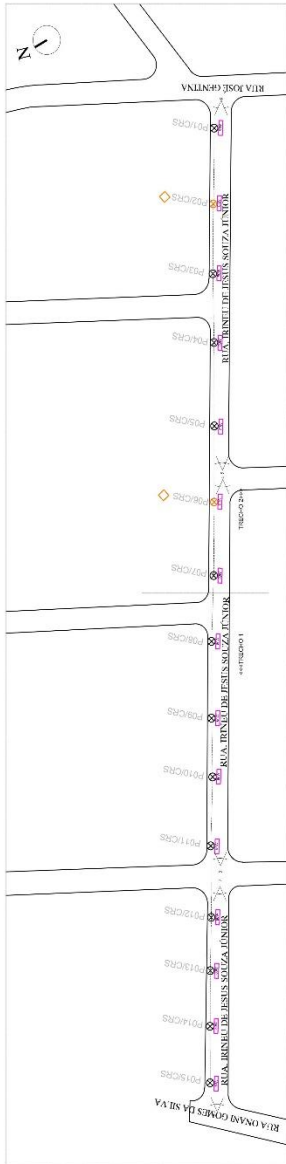 N
RUA JOSÉ GENTINA
P01/CRS
P02/CRS
P03/CRS
RUA. IRINEU DE JESUS SOUZA JÚNIOR
P04/CRS
P05/CRS
P06/CRS
TRECHO 2»»»
P07/CRS
P08/CRS
«««TRECHO 1
RUA. IRINEU DE JESUS SOUZA JÚNIOR
P09/CRS
P010/CRS
P011/CRS
P012/CRS
P013/CRS
RUA. IRINEU DE JESUS SOUZA JÚNIOR
P014/CRS
P015/CRS
RUA ONANI GOMES DA SILVA